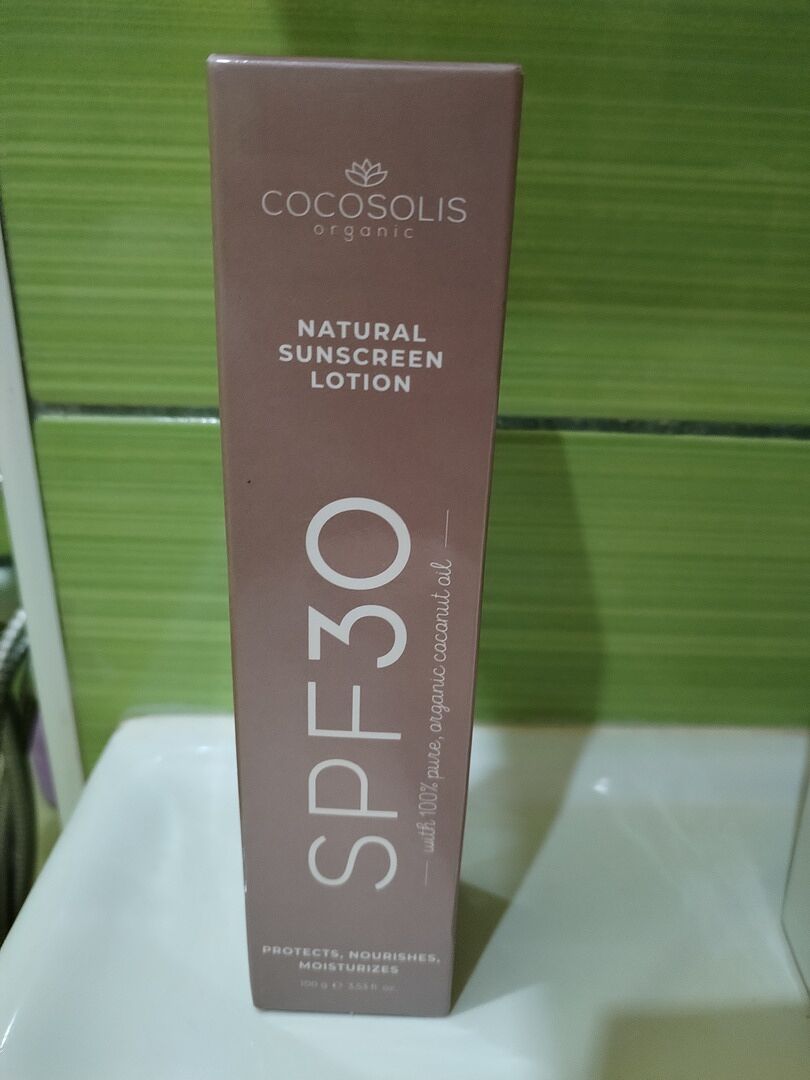 COCOSOLIS
organic
NATURAL
SUNSCREEN
LOTION
SPF30
with 100% pure, organic coconut oil
PROTECTS, NOURISHES,
MOISTURIZES
100 g ℮ 3.53 fl. oz.